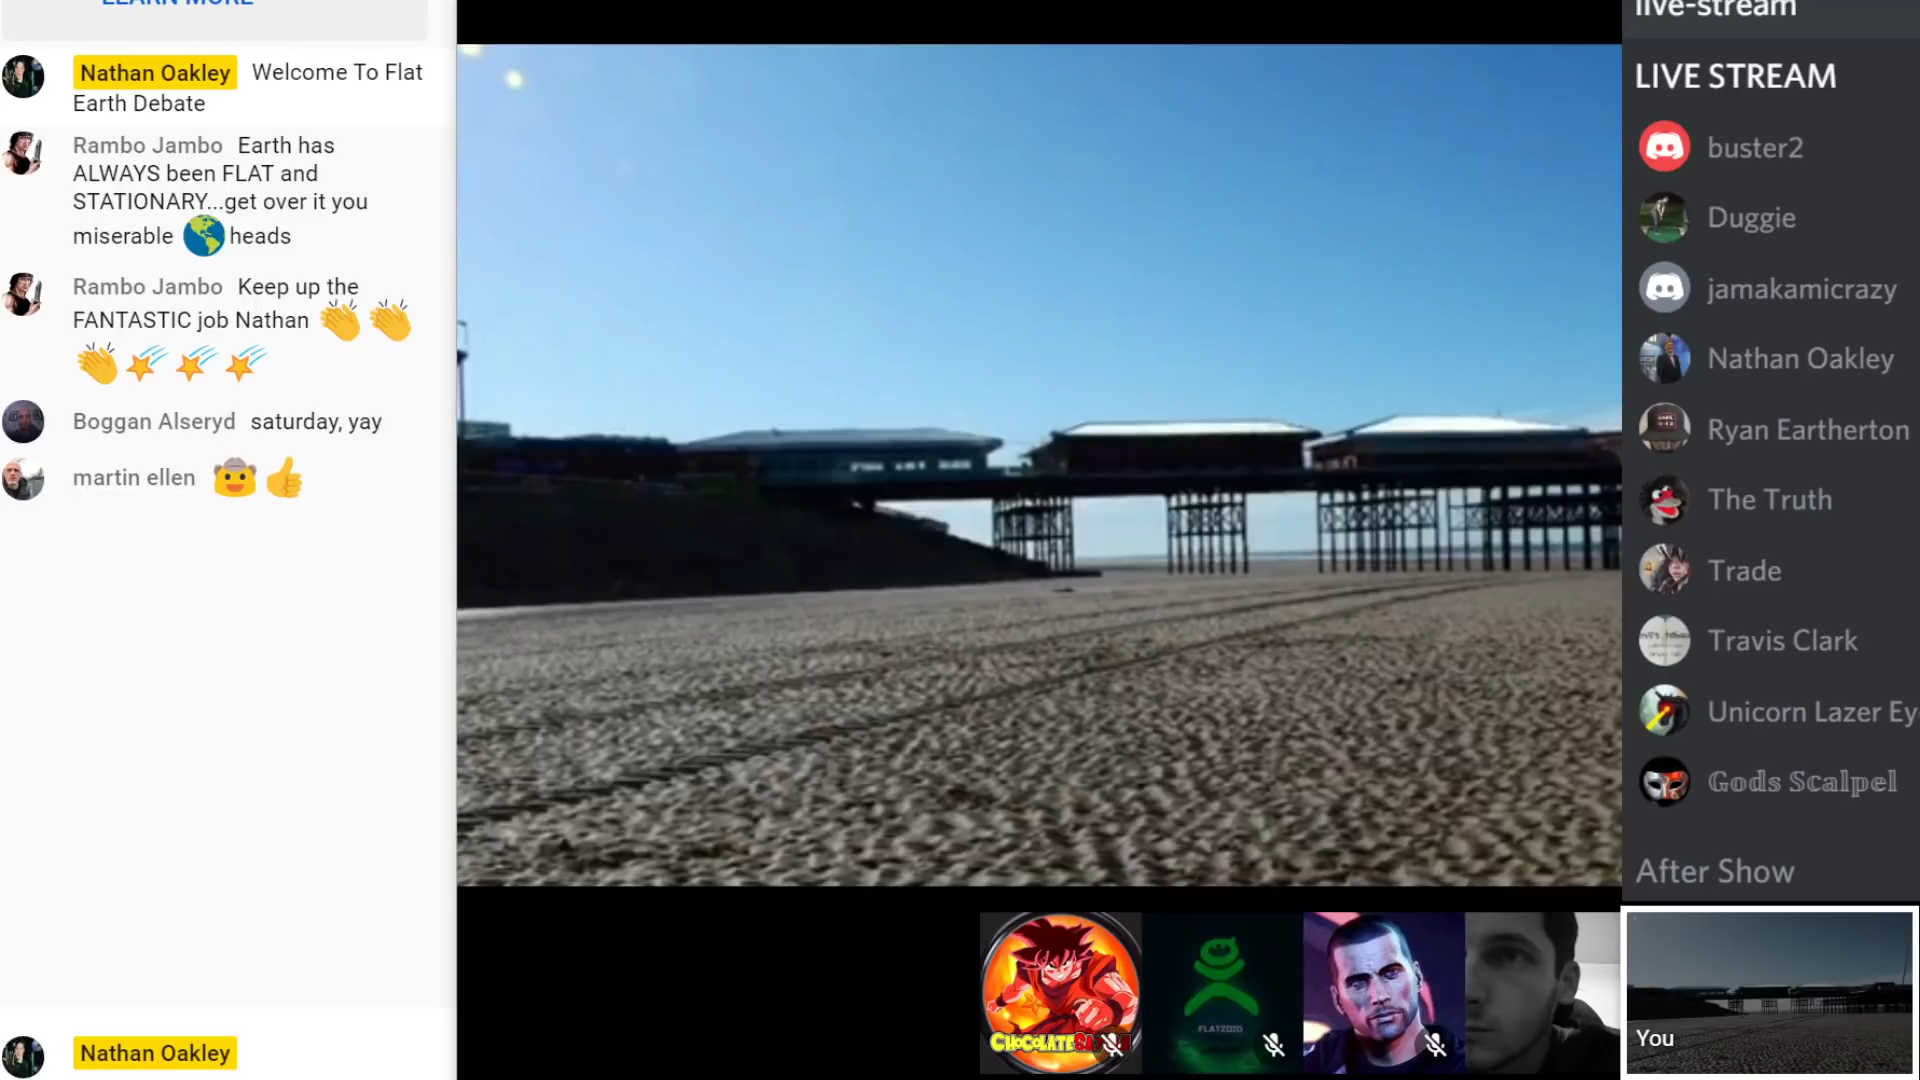 LEARN MORE
Nathan Oakley Welcome To Flat
Earth Debate
Rambo Jambo Earth has
ALWAYS been FLAT and
STATIONARY...get over it you
miserable 🌎 heads
Rambo Jambo Keep up the
FANTASTIC job Nathan 👏 👏
👏 🌠 🌠 🌠
Boggan Alseryd saturday, yay
martin ellen 🤠 👍
Nathan Oakley
live-stream
LIVE STREAM
buster2
Duggie
jamakamicrazy
Nathan Oakley
Ryan Eartherton
The Truth
Trade
Travis Clark
Unicorn Lazer Ey
Gods Scalpel
After Show
FLATZOID
You